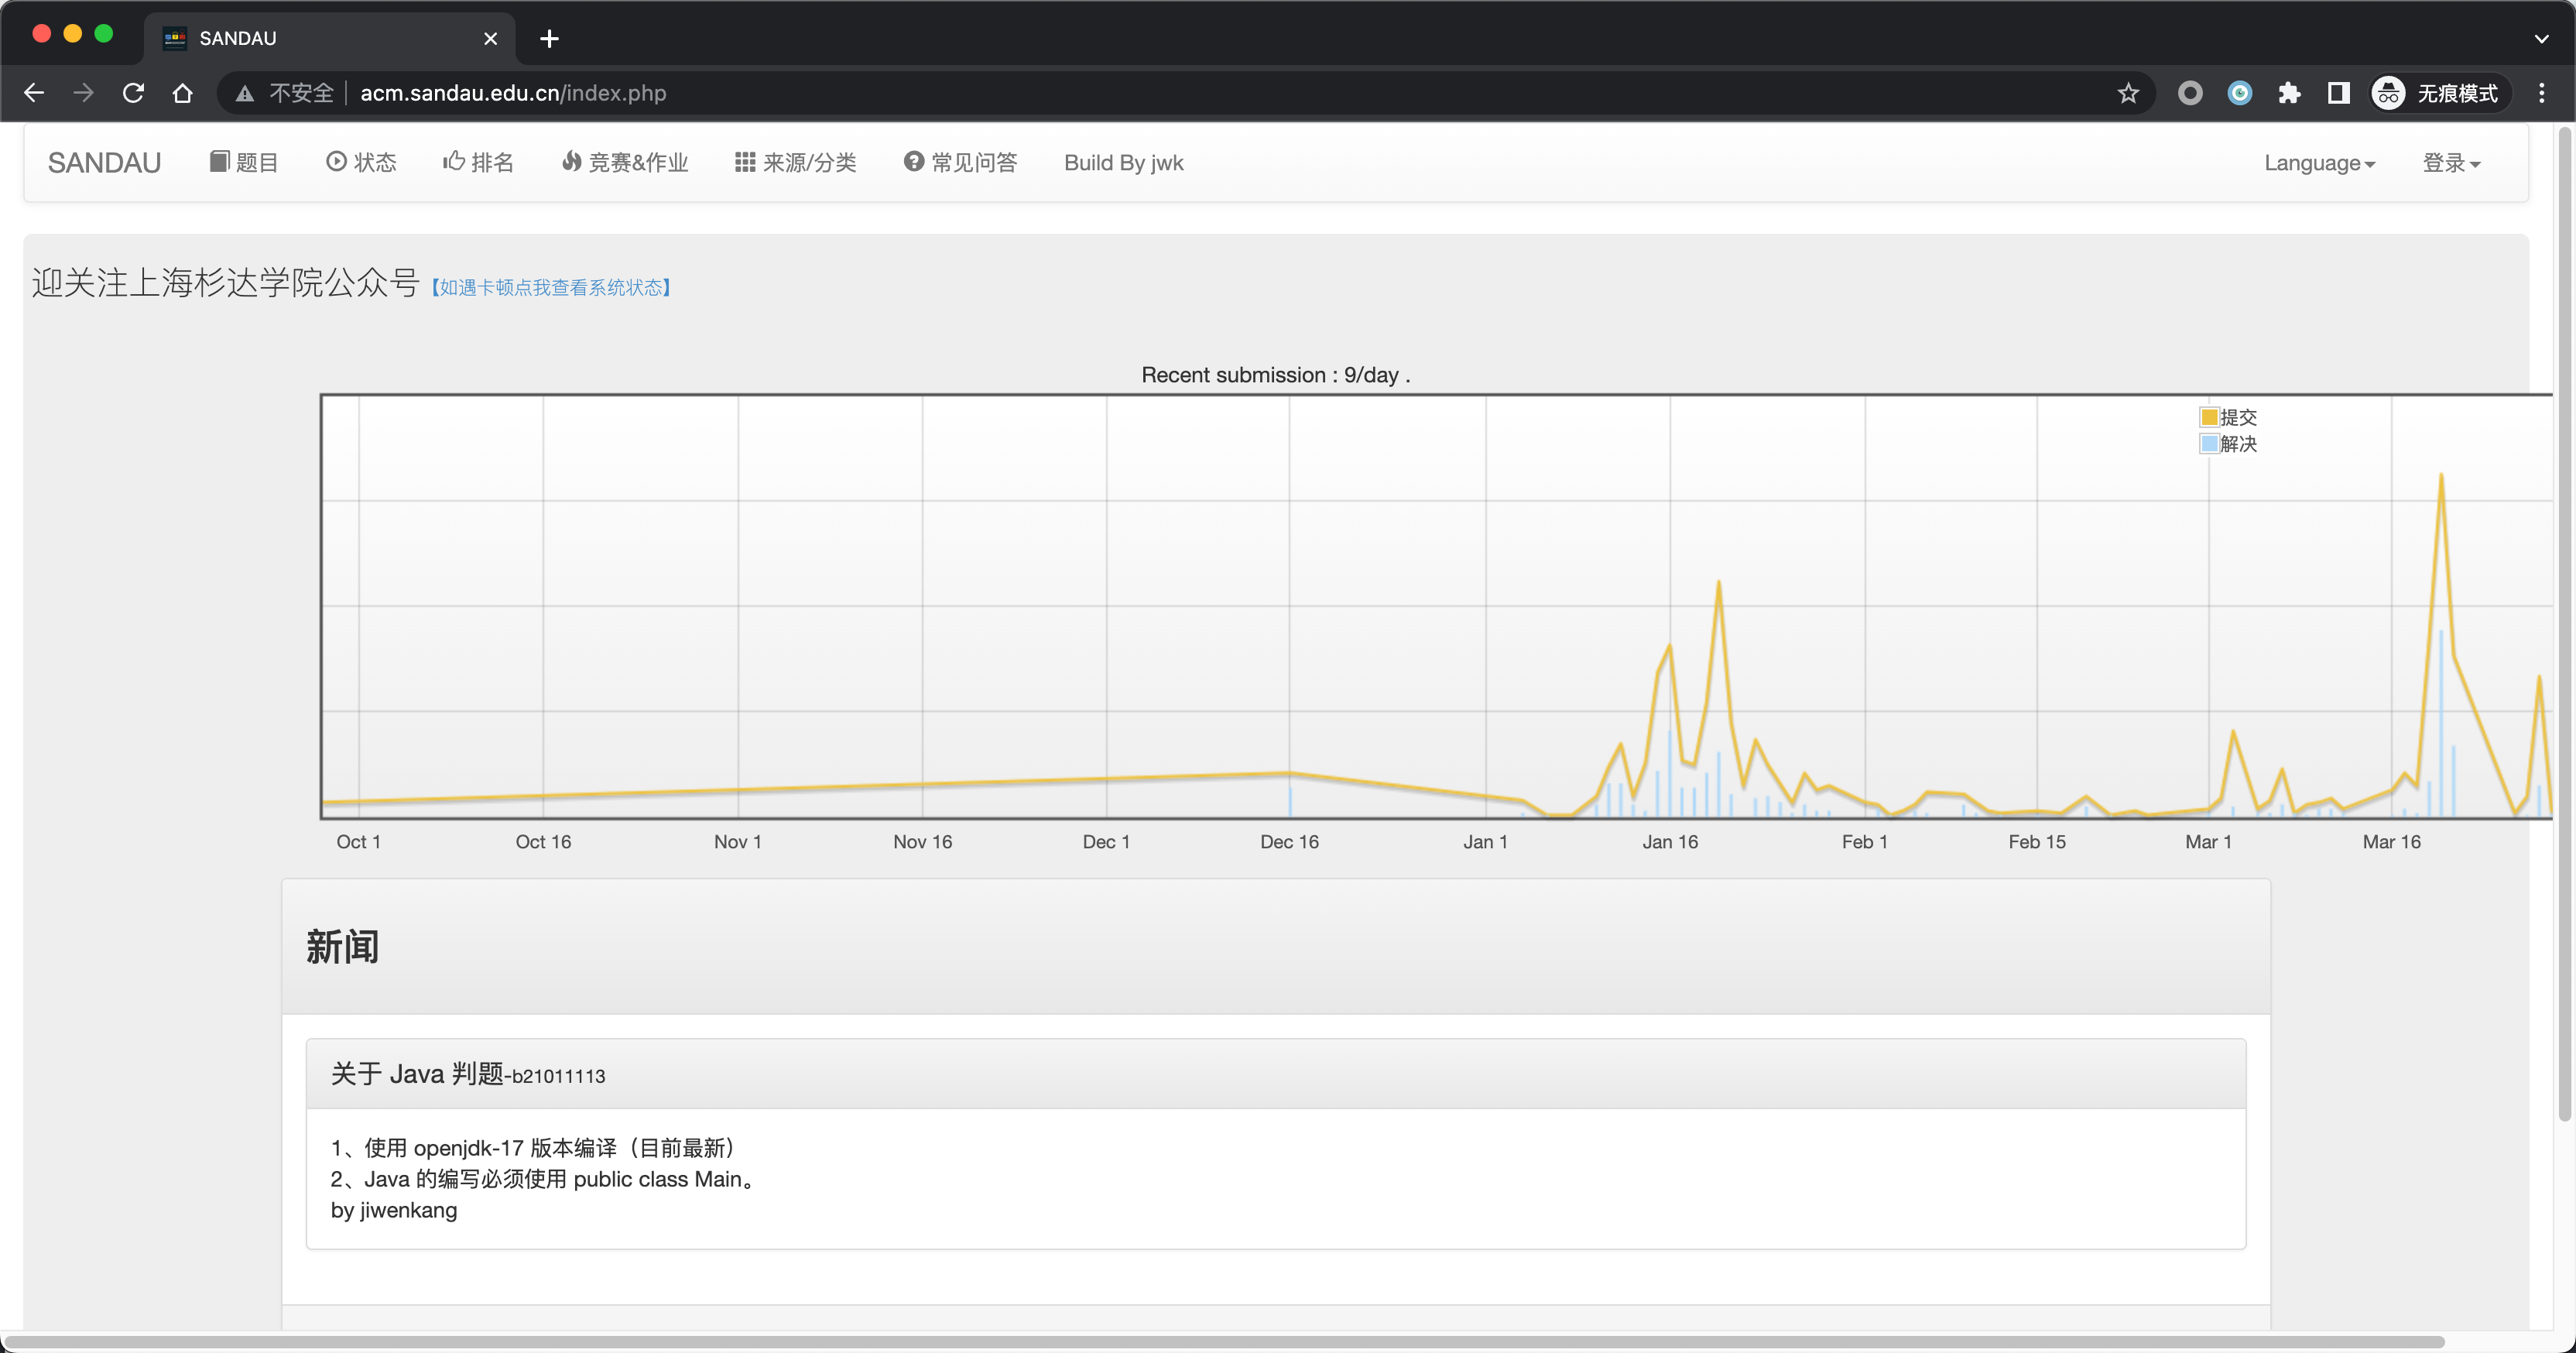 SANDAU
不安全 acm.sandau.edu.cn/index.php 无痕模式
SANDAU 题目 状态 排名 竞赛&作业 来源/分类 常见问答 Build By jwk Language 登录
迎关注上海杉达学院公众号【如遇卡顿点我查看系统状态】
Recent submission : 9/day .
提交
解决
Oct 1 Oct 16 Nov 1 Nov 16 Dec 1 Dec 16 Jan 1 Jan 16 Feb 1 Feb 15 Mar 1 Mar 16
新闻
关于 Java 判题-b21011113
1、使用 openjdk-17 版本编译（目前最新）
2、Java 的编写必须使用 public class Main。
by jiwenkang